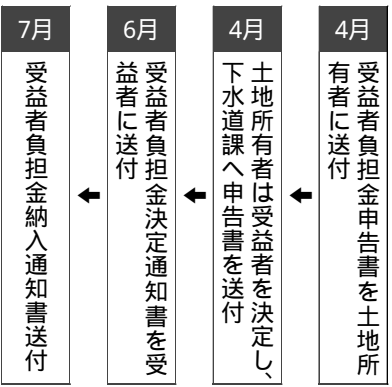 4月
受益者負担金申告書を土地所
有者に送付
4月
土地所有者は受益者を決定し、
下水道課へ申告書を送付
6月
受益者負担金決定通知書を受
益者に送付
7月
受益者負担金納入通知書送付